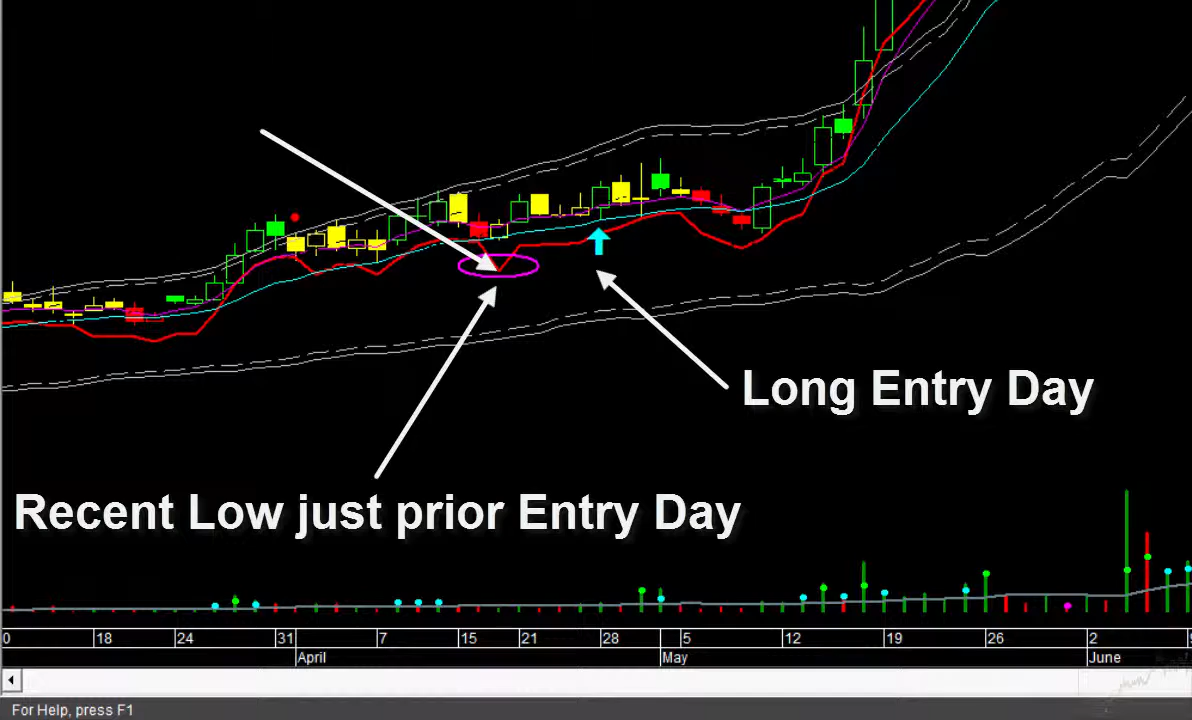 Long Entry Day
Recent Low just prior Entry Day
0 18 24 31 7 15 21 28 5 12 19 26 2 9
April May June
For Help, press F1